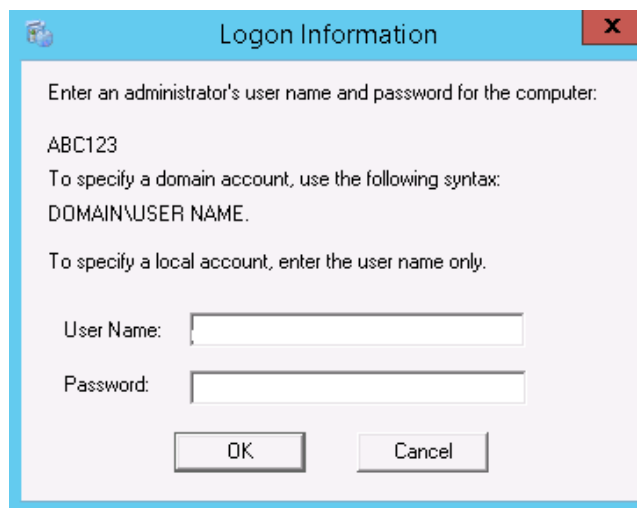 Logon Information
x
Enter an administrator's user name and password for the computer:
ABC123
To specify a domain account, use the following syntax:
DOMAIN\USER NAME.
To specify a local account, enter the user name only.
User Name:
Password:
OK Cancel